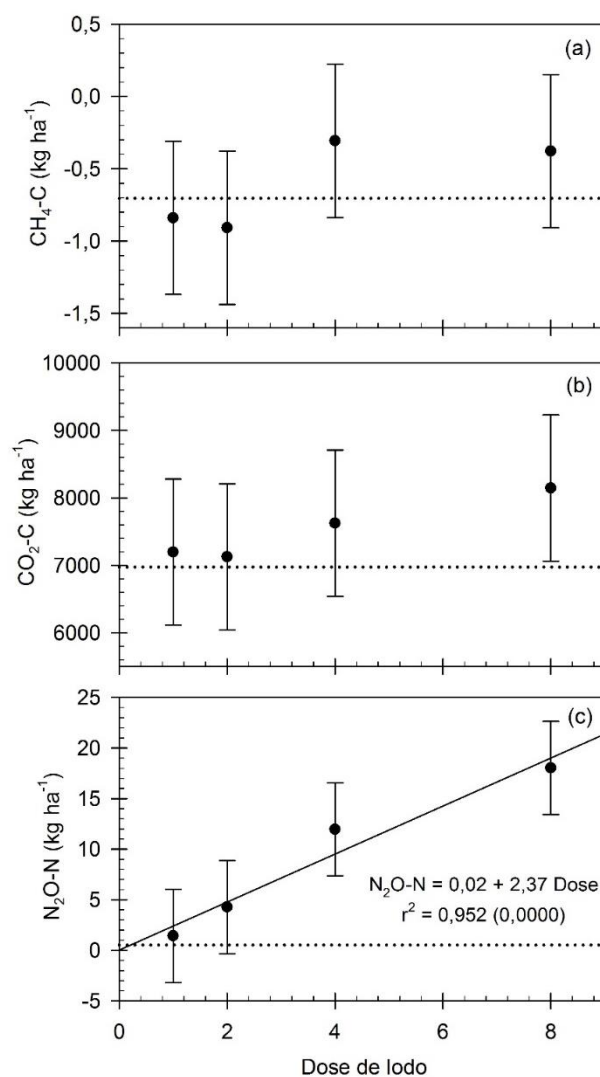 0,5
(a)
0,0
-0,5
-1,0
-1,5
CH₄-C (kg ha⁻¹)
10000
(b)
9000
8000
7000
6000
CO₂-C (kg ha⁻¹)
25
(c)
20
15
10
5
0
-5
N₂O-N (kg ha⁻¹)
N₂O-N = 0,02 + 2,37 Dose
r² = 0,952 (0,0000)
0 2 4 6 8
Dose de lodo